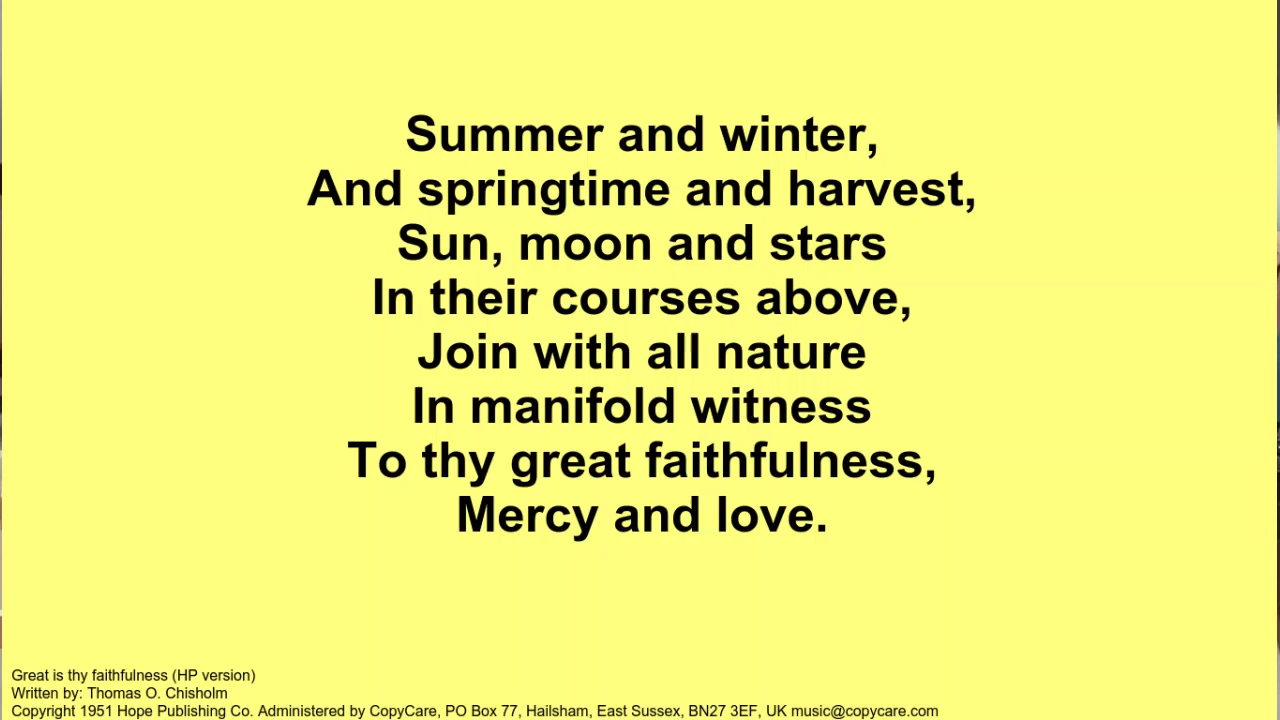 Summer and winter,
And springtime and harvest,
Sun, moon and stars
In their courses above,
Join with all nature
In manifold witness
To thy great faithfulness,
Mercy and love.
Great is thy faithfulness (HP version)
Written by: Thomas O. Chisholm
Copyright 1951 Hope Publishing Co. Administered by CopyCare, PO Box 77, Hailsham, East Sussex, BN27 3EF, UK music@copycare.com